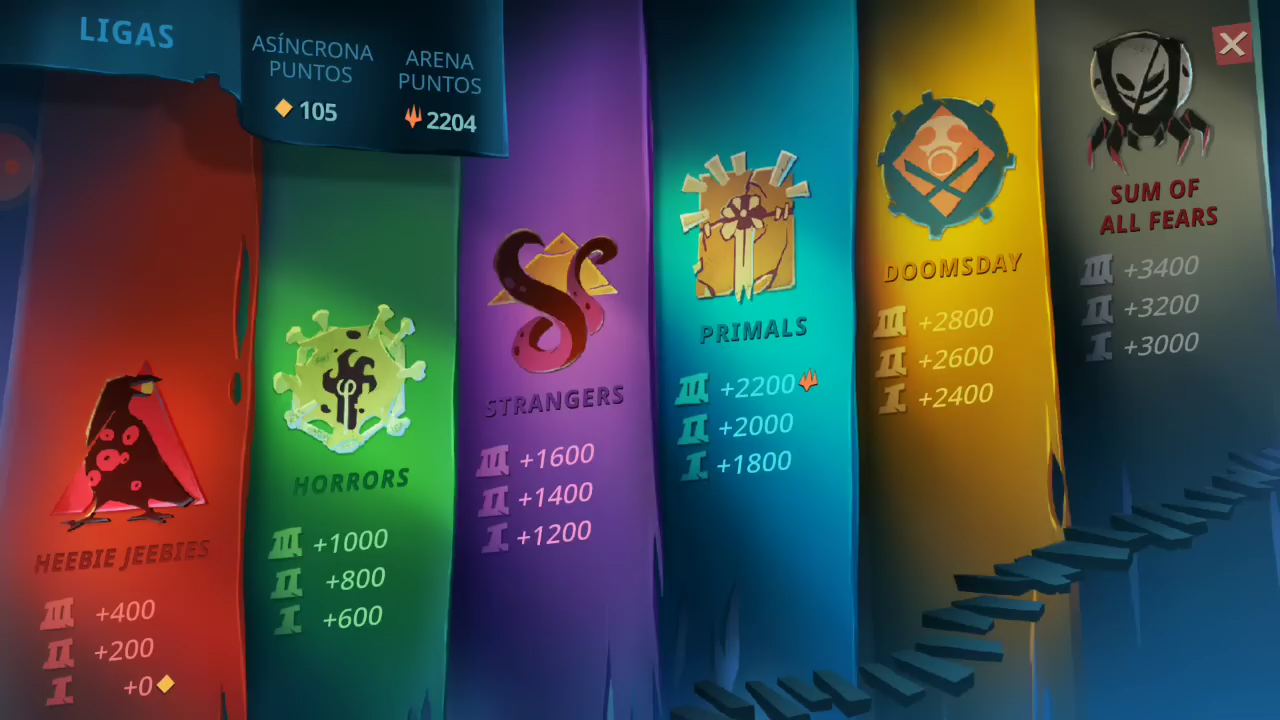 LIGAS
ASÍNCRONA
PUNTOS
105
ARENA
PUNTOS
2204
HEEBIE JEEBIES
III +400
II +200
I +0
HORRORS
III +1000
II +800
I +600
STRANGERS
III +1600
II +1400
I +1200
PRIMALS
III +2200
II +2000
I +1800
DOOMSDAY
III +2800
II +2600
I +2400
SUM OF
ALL FEARS
III +3400
II +3200
I +3000